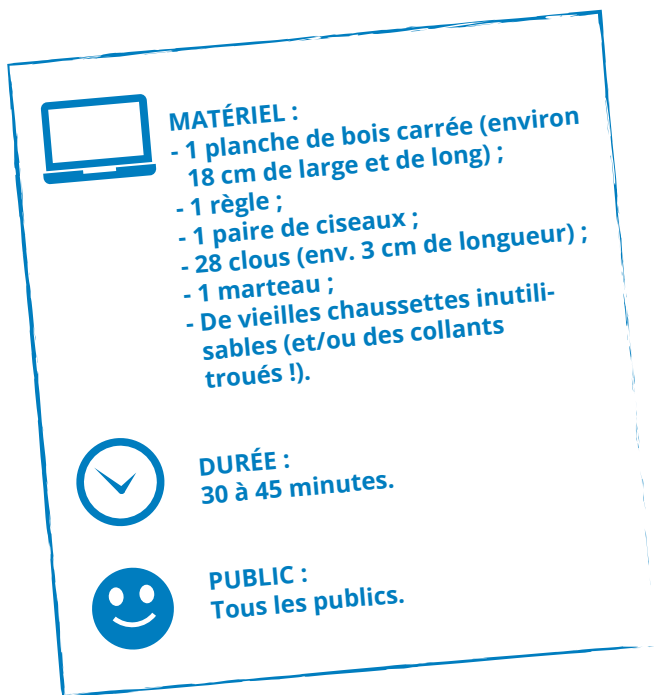 MATÉRIEL :
- 1 planche de bois carrée (environ
18 cm de large et de long) ;
- 1 règle ;
- 1 paire de ciseaux ;
- 28 clous (env. 3 cm de longueur) ;
- 1 marteau ;
- De vieilles chaussettes inutili-
sables (et/ou des collants
troués !).
DURÉE :
30 à 45 minutes.
PUBLIC :
Tous les publics.